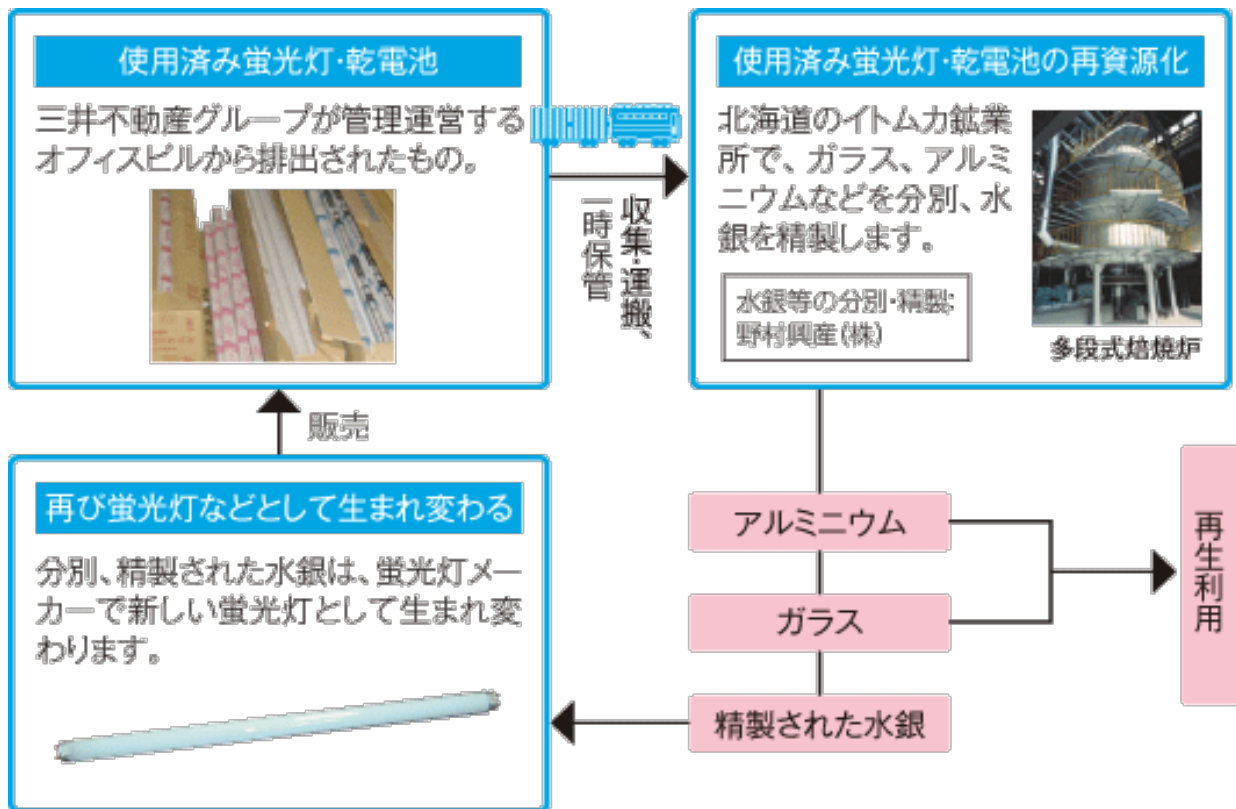 使用済み蛍光灯・乾電池
三井不動産グループが管理運営する
オフィスビルから排出されたもの。
収集・運搬、
一時保管
使用済み蛍光灯・乾電池の再資源化
北海道のイトムカ鉱業
所で、ガラス、アルミ
ニウムなどを分別、水
銀を精製します。
水銀等の分別・精製:
野村興産(株)
多段式焙焼炉
販売
再び蛍光灯などとして生まれ変わる
分別、精製された水銀は、蛍光灯メー
カーで新しい蛍光灯として生まれ変
わります。
アルミニウム
ガラス
精製された水銀
再生利用